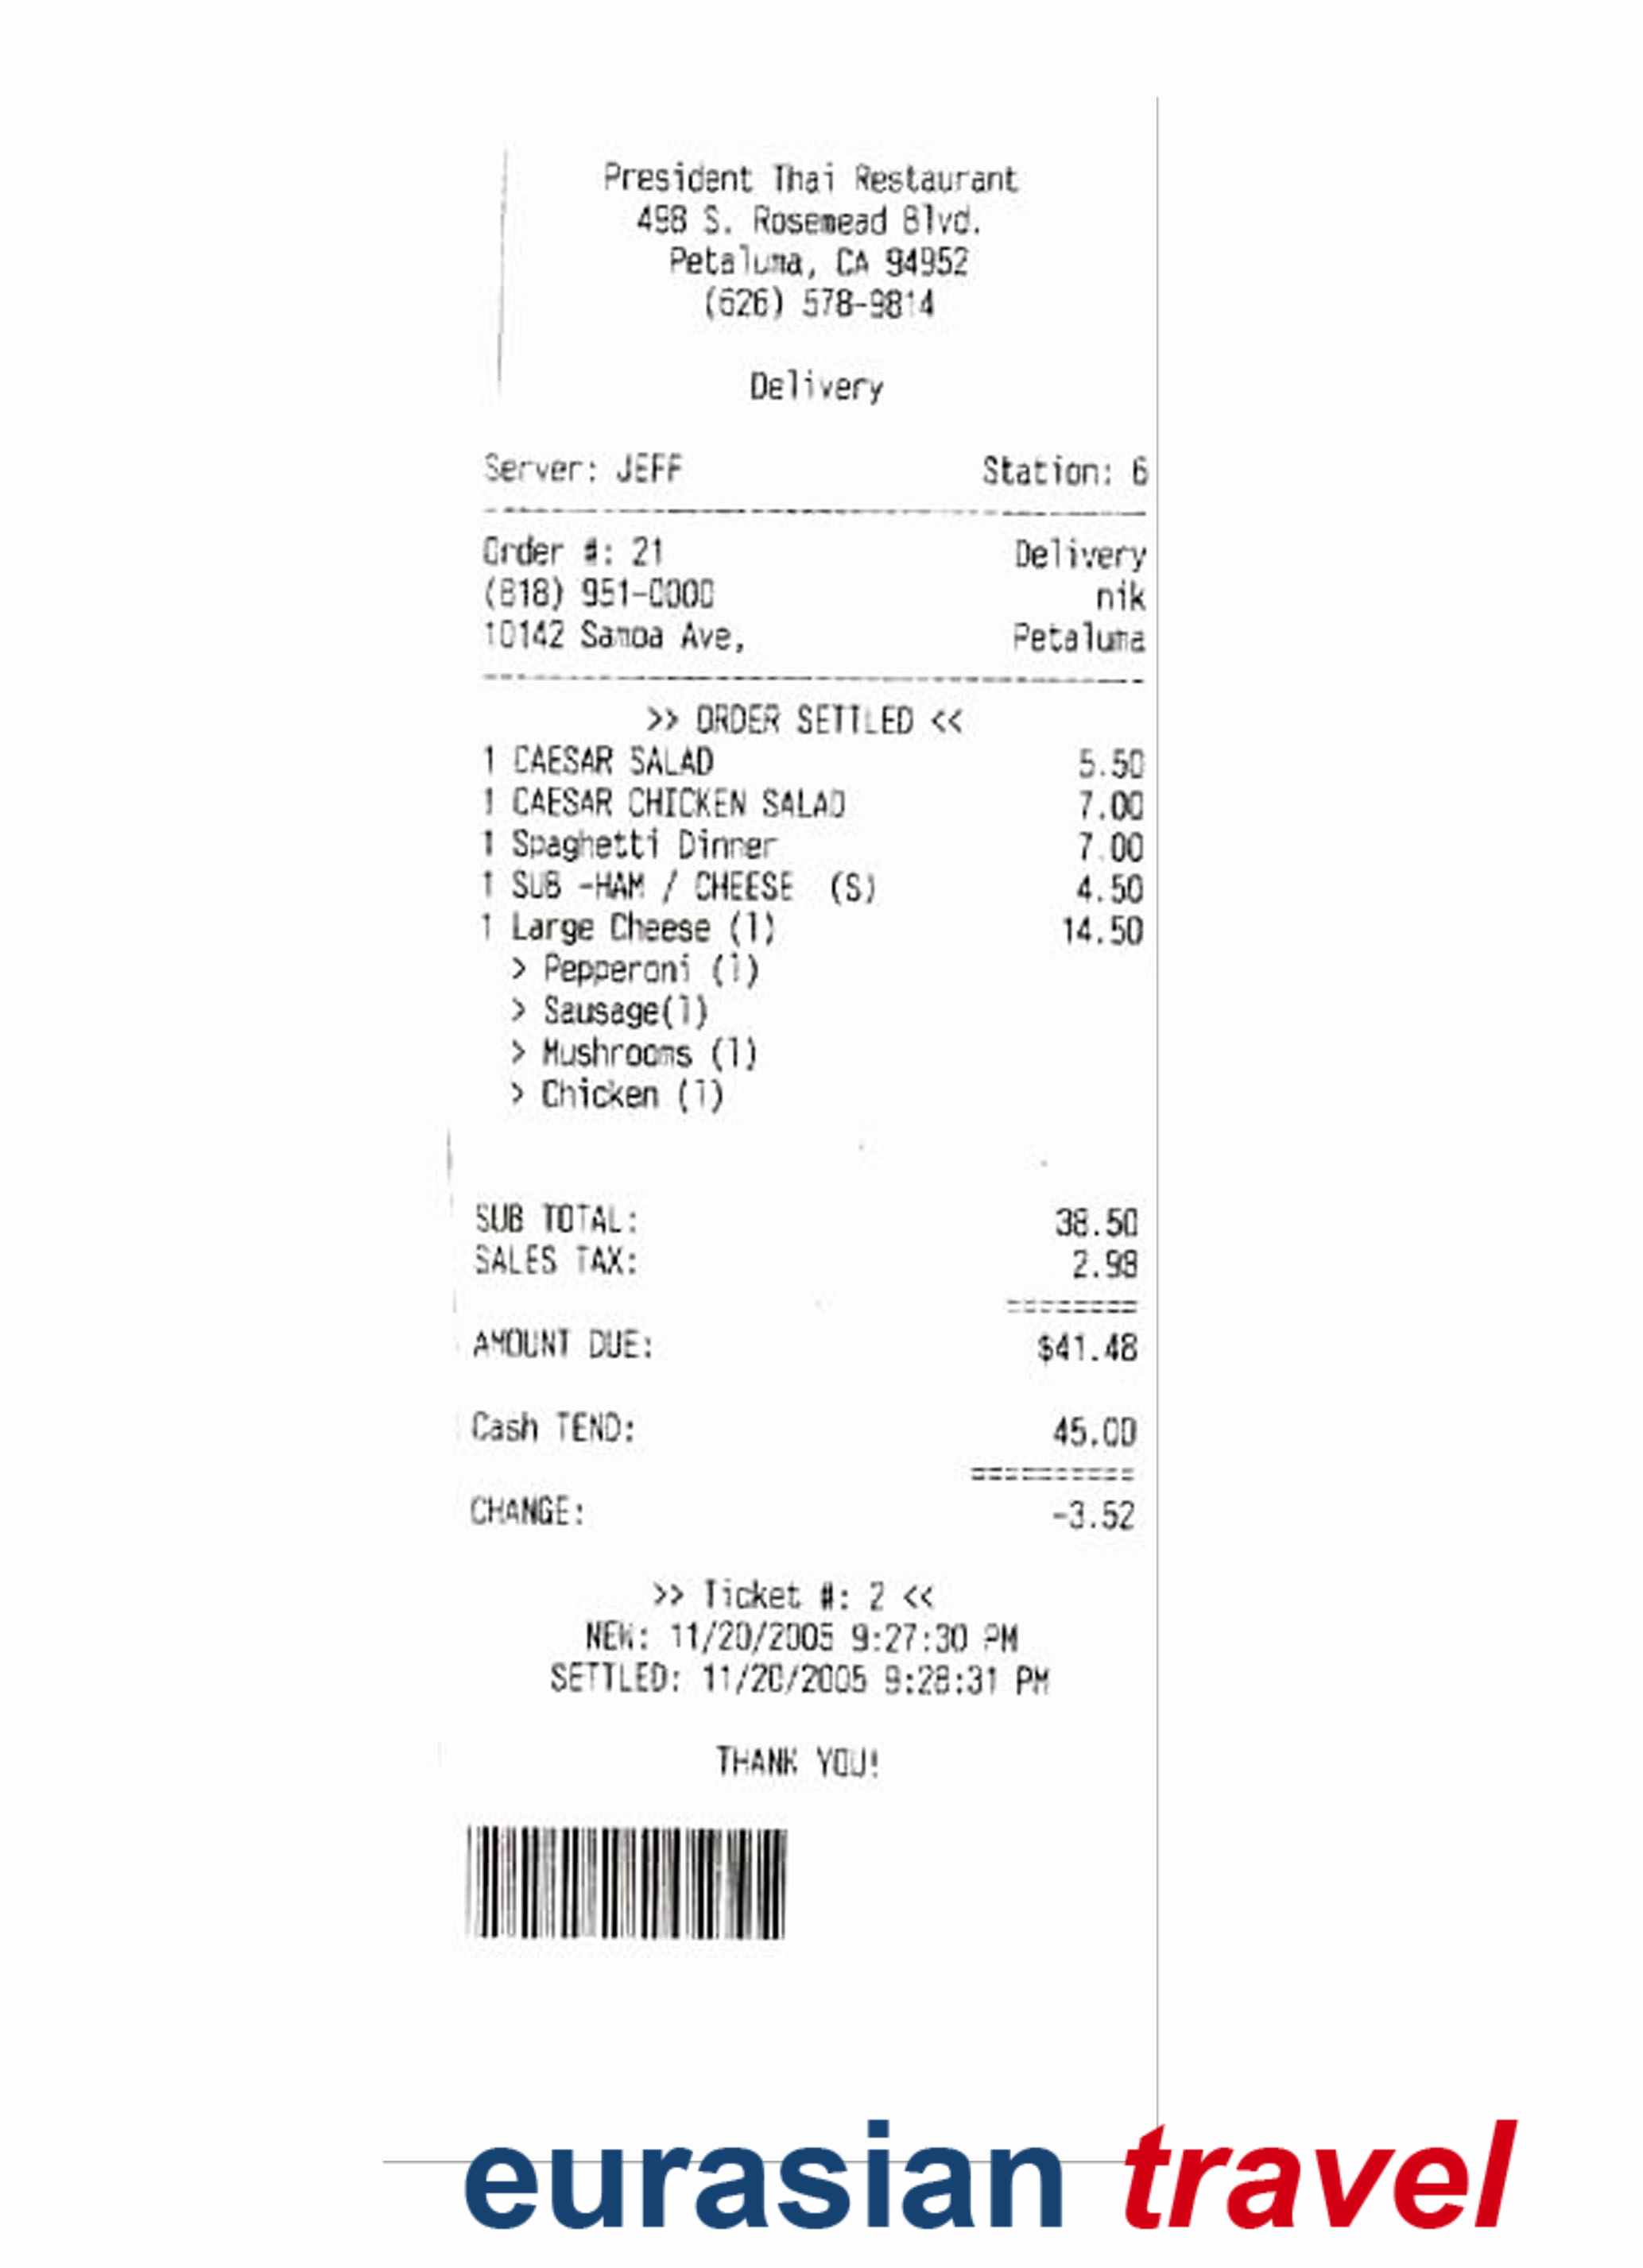 President Thai Restaurant
498 S. Rosemead Blvd.
Petaluma, CA 94952
(626) 578-9814
Delivery
Server: JEFF Station: 6
Order #: 21 Delivery
(818) 951-0000 nik
10142 Samoa Ave, Petaluma
>> ORDER SETTLED <<
1 CAESAR SALAD 5.50
1 CAESAR CHICKEN SALAD 7.00
1 Spaghetti Dinner 7.00
1 SUB -HAM / CHEESE (S) 4.50
1 Large Cheese (1) 14.50
> Pepperoni (1)
> Sausage(1)
> Mushrooms (1)
> Chicken (1)
SUB TOTAL: 38.50
SALES TAX: 2.98
========
AMOUNT DUE: $41.48
Cash TEND: 45.00
==========
CHANGE: -3.52
>> Ticket #: 2 <<
NEW: 11/20/2005 9:27:30 PM
SETTLED: 11/20/2005 9:28:31 PM
THANK YOU!
eurasian travel